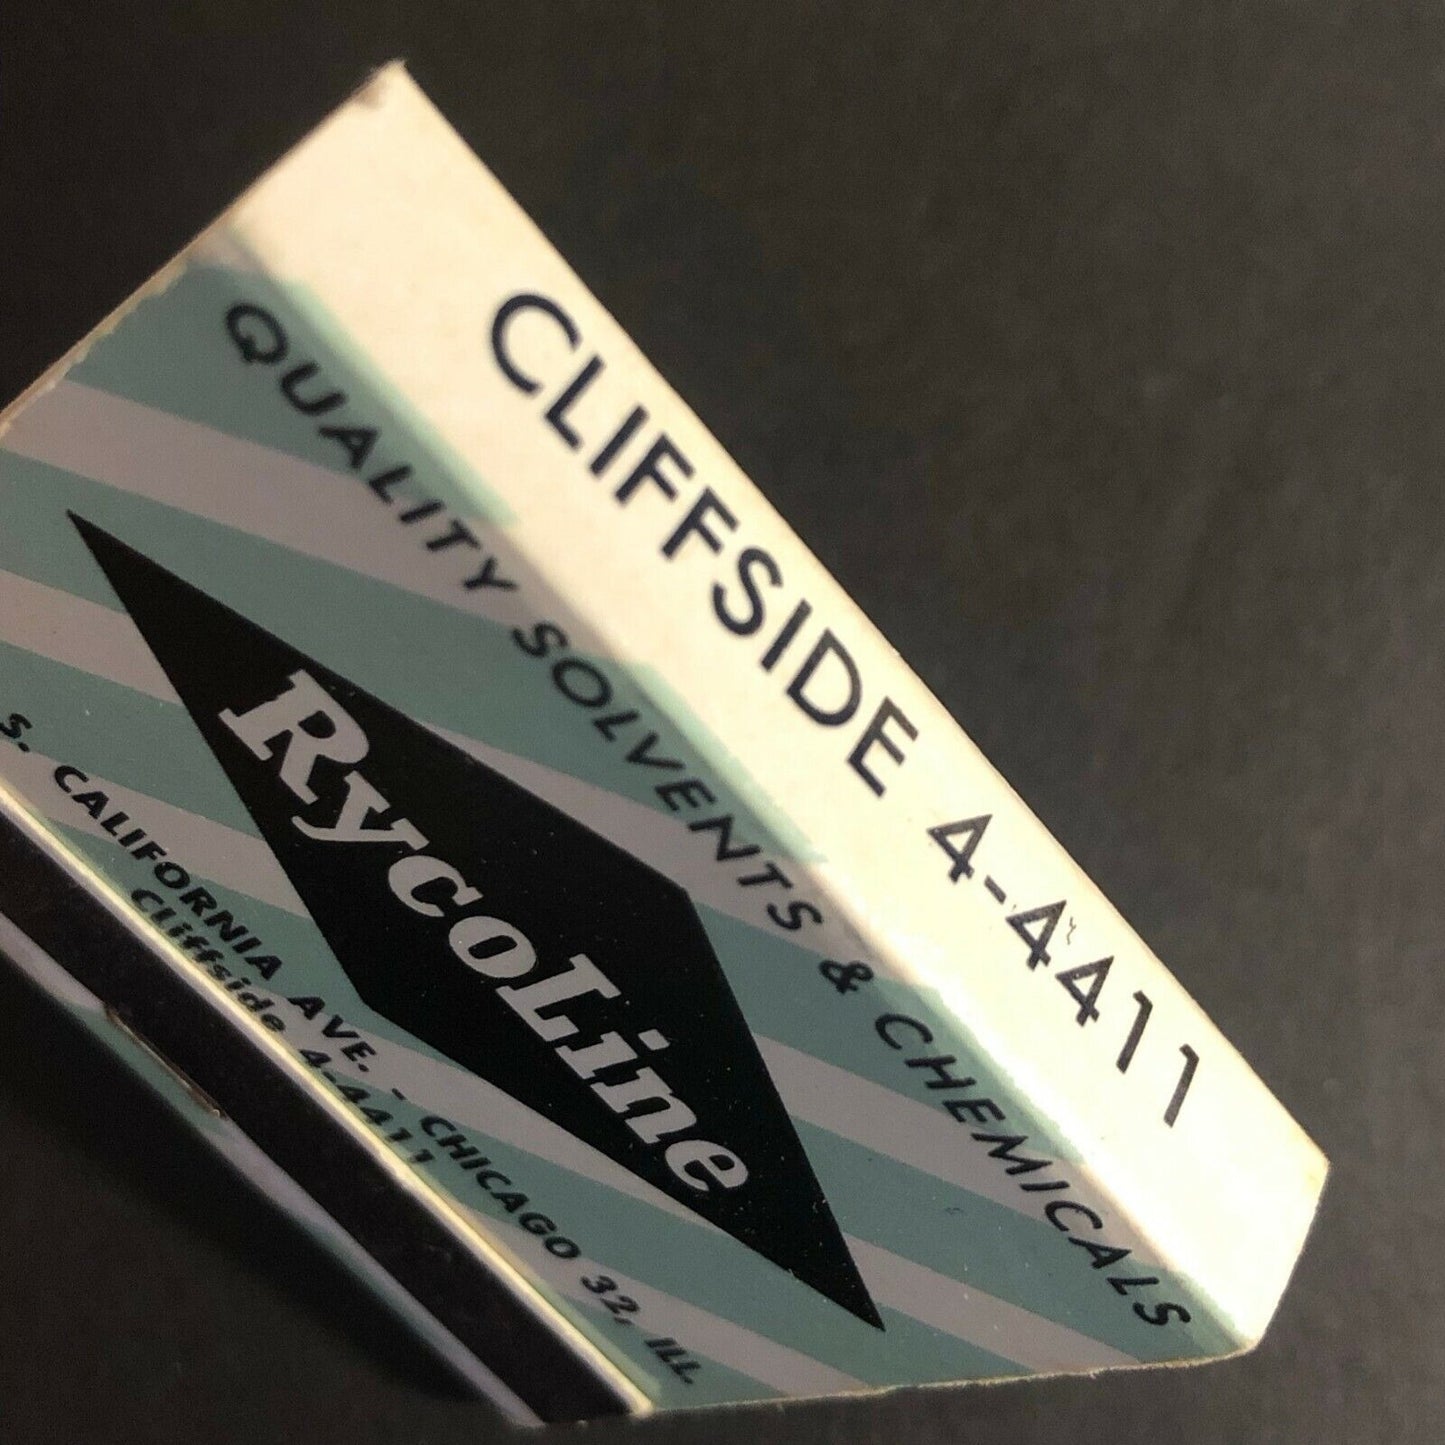 CLIFFSIDE 4-4411
QUALITY SOLVENTS & CHEMICALS
RycoLine
S. CALIFORNIA AVE. - CHICAGO 32, ILL.
Cliffside 4-4411